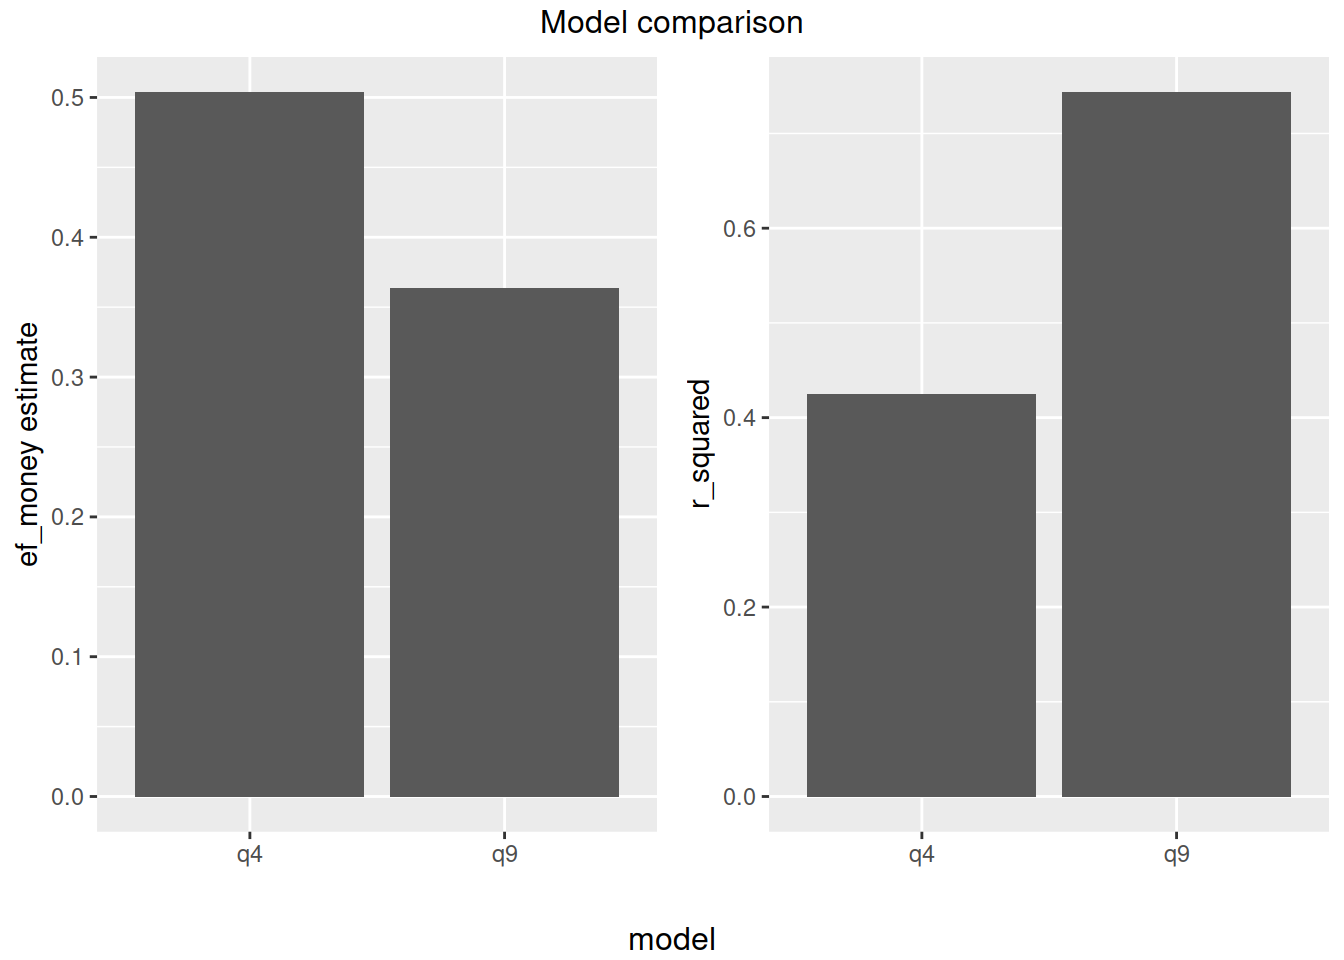 Model comparison
ef_money estimate
0.5
0.4
0.3
0.2
0.1
0.0
q4
q9
r_squared
0.6
0.4
0.2
0.0
q4
q9
model